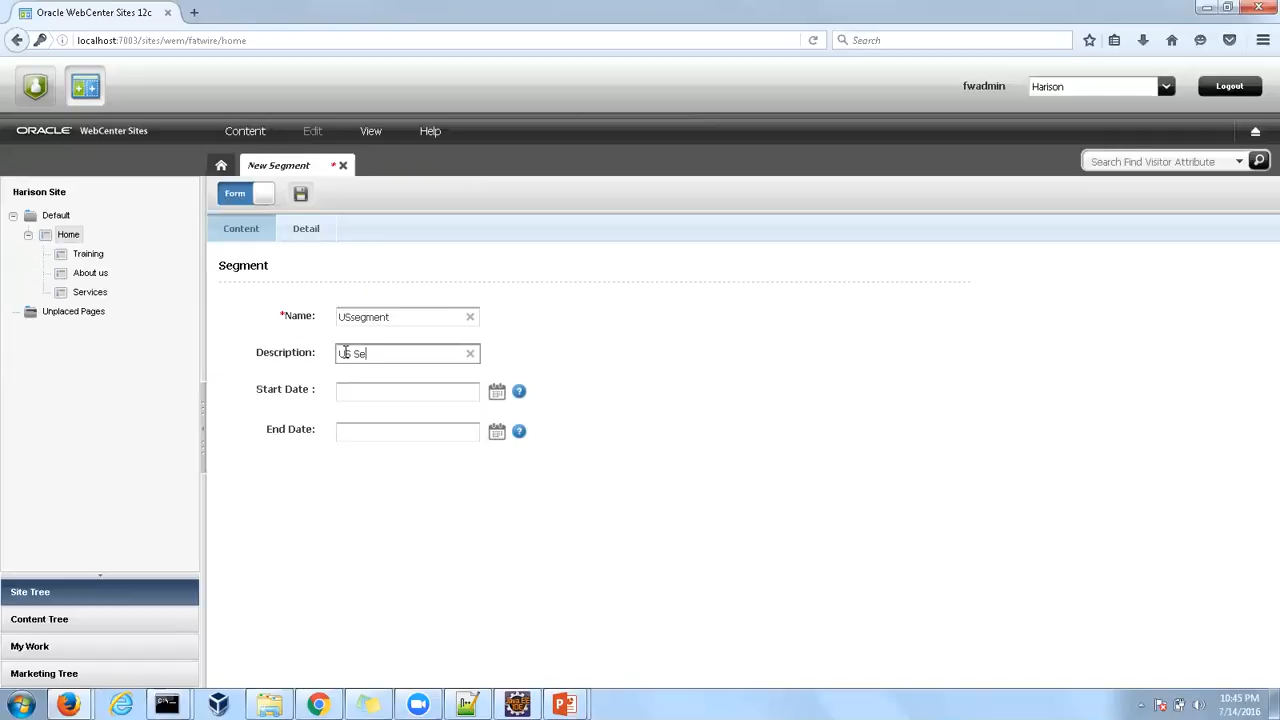 Oracle WebCenter Sites 12c
localhost:7003/sites/wem/fatwire/home
Search
fwadmin
Harison
Logout
ORACLE WebCenter Sites
Content
Edit
View
Help
New Segment *
Search Find Visitor Attribute
Harison Site
Default
Home
Training
About us
Services
Unplaced Pages
Form
Content
Detail
Segment
*Name:
USsegment
Description:
US Se
Start Date :
End Date:
Site Tree
Content Tree
My Work
Marketing Tree
10:45 PM
7/14/2016